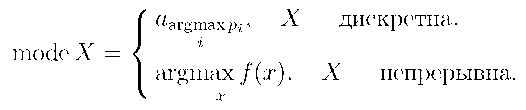 mode X = { a_{argmax_i p_i}, X дискретна.
argmax_x f(x). X непрерывна.